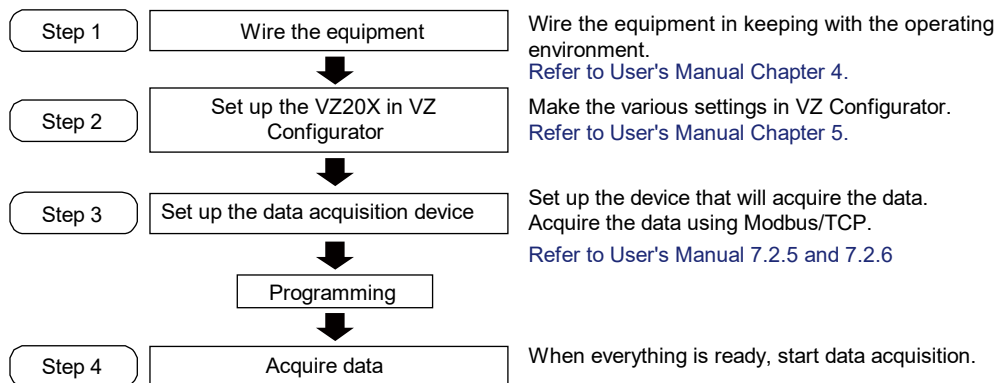 Step 1
Wire the equipment
Wire the equipment in keeping with the operating
environment.
Refer to User's Manual Chapter 4.
Step 2
Set up the VZ20X in VZ
Configurator
Make the various settings in VZ Configurator.
Refer to User's Manual Chapter 5.
Step 3
Set up the data acquisition device
Set up the device that will acquire the data.
Acquire the data using Modbus/TCP.
Refer to User's Manual 7.2.5 and 7.2.6
Programming
Step 4
Acquire data
When everything is ready, start data acquisition.